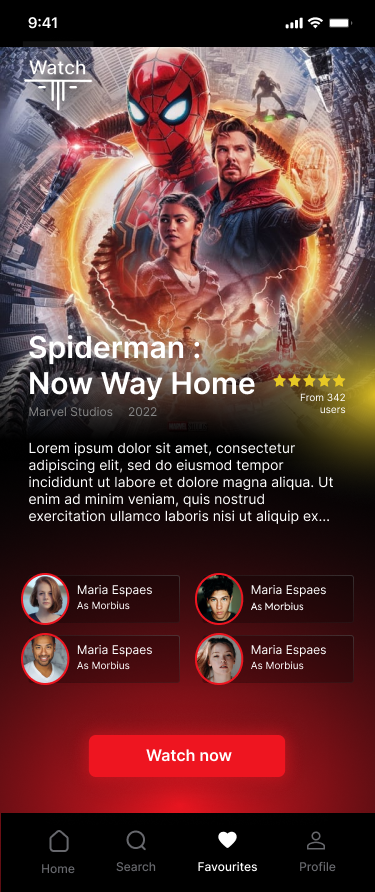 9:41
Watch
Spiderman :
Now Way Home
From 342
users
Marvel Studios 2022
Lorem ipsum dolor sit amet, consectetur
adipiscing elit, sed do eiusmod tempor
incididunt ut labore et dolore magna aliqua. Ut
enim ad minim veniam, quis nostrud
exercitation ullamco laboris nisi ut aliquip ex...
Maria Espaes
As Morbius
Maria Espaes
As Morbius
Maria Espaes
As Morbius
Maria Espaes
As Morbius
Watch now
Home
Search
Favourites
Profile